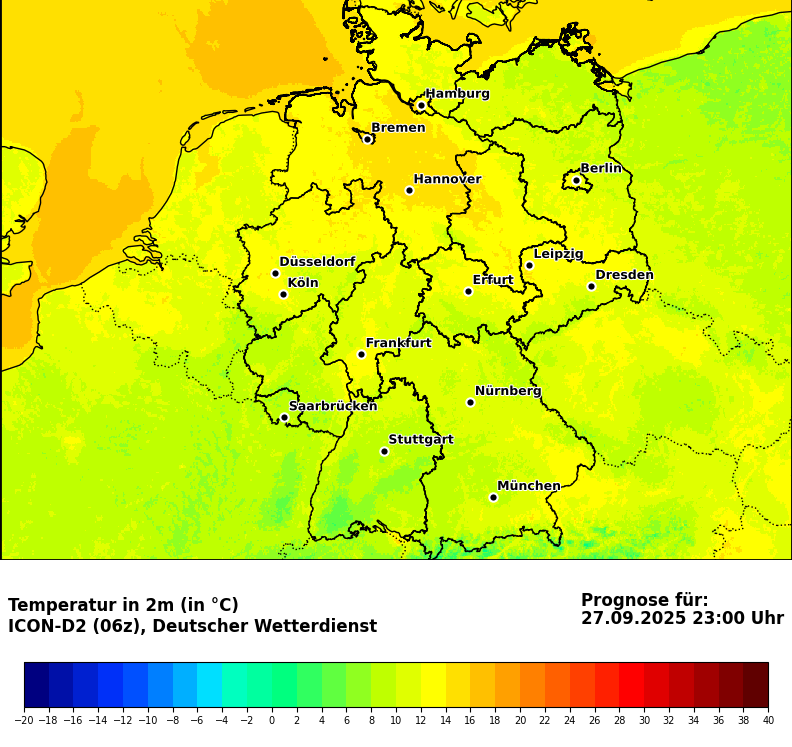 Hamburg
Bremen
Berlin
Hannover
Leipzig
Düsseldorf
Dresden
Köln
Erfurt
Frankfurt
Nürnberg
Saarbrücken
Stuttgart
München
Temperatur in 2m (in °C)
ICON-D2 (06z), Deutscher Wetterdienst
Prognose für:
27.09.2025 23:00 Uhr
−20 −18 −16 −14 −12 −10 −8 −6 −4 −2 0 2 4 6 8 10 12 14 16 18 20 22 24 26 28 30 32 34 36 38 40